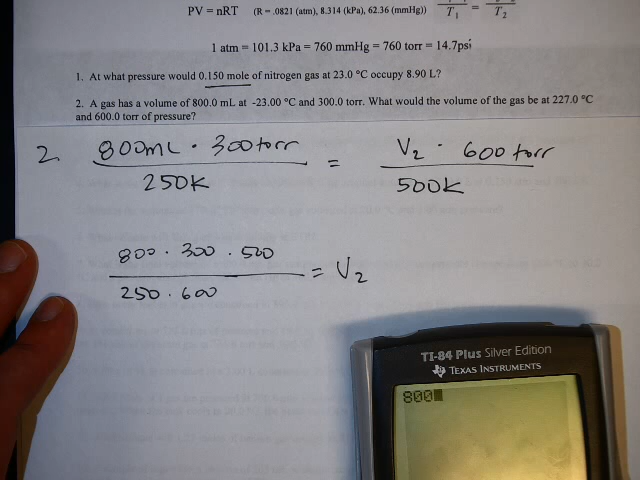 PV = nRT (R = .0821 (atm), 8.314 (kPa), 62.36 (mmHg)) T1 = T2
1 atm = 101.3 kPa = 760 mmHg = 760 torr = 14.7psi
1. At what pressure would 0.150 mole of nitrogen gas at 23.0 °C occupy 8.90 L?
2. A gas has a volume of 800.0 mL at -23.00 °C and 300.0 torr. What would the volume of the gas be at 227.0 °C
and 600.0 torr of pressure?
2. 800mL · 300torr / 250K = V2 · 600 torr / 500K
800 · 300 · 500 / 250 · 600 = V2
TI-84 Plus Silver Edition
TEXAS INSTRUMENTS
800